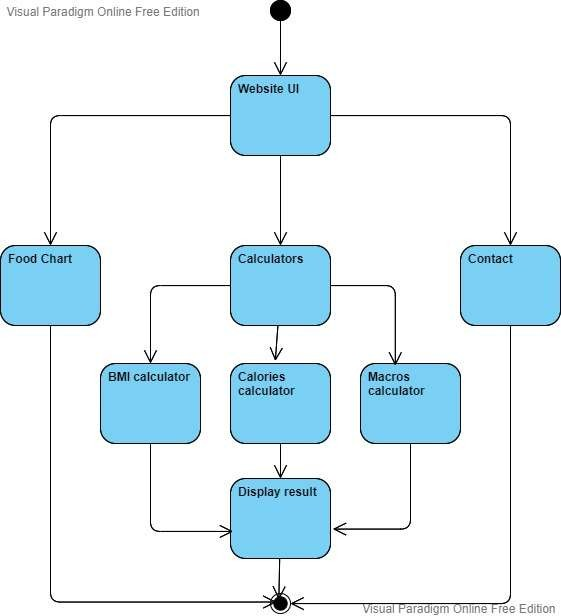 Visual Paradigm Online Free Edition
Website UI
Food Chart
Calculators
Contact
BMI calculator
Calories
calculator
Macros
calculator
Display result
Visual Paradigm Online Free Edition